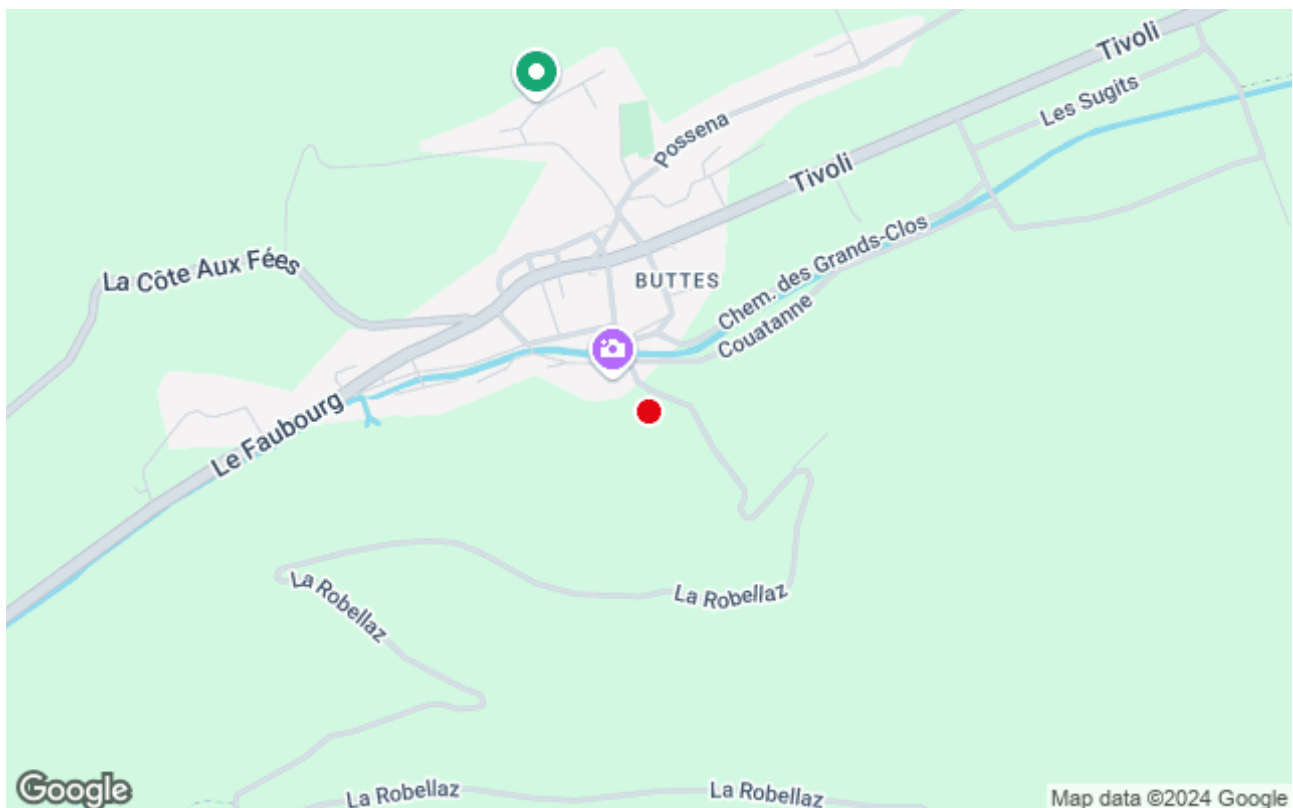 Tivoli
Les Sugits
Possena
Tivoli
La Côte Aux Fées
BUTTES
Chem. des Grands-Clos
Couatanne
Le Faubourg
La Robellaz
La Robellaz
La Robellaz
La Robellaz
Google
Map data ©2024 Google